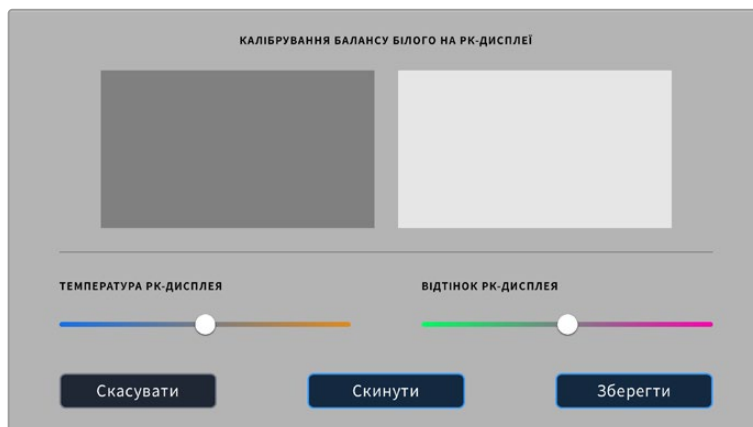 КАЛІБРУВАННЯ БАЛАНСУ БІЛОГО НА РК-ДИСПЛЕЇ
ТЕМПЕРАТУРА РК-ДИСПЛЕЯ
ВІДТІНОК РК-ДИСПЛЕЯ
Скасувати
Скинути
Зберегти